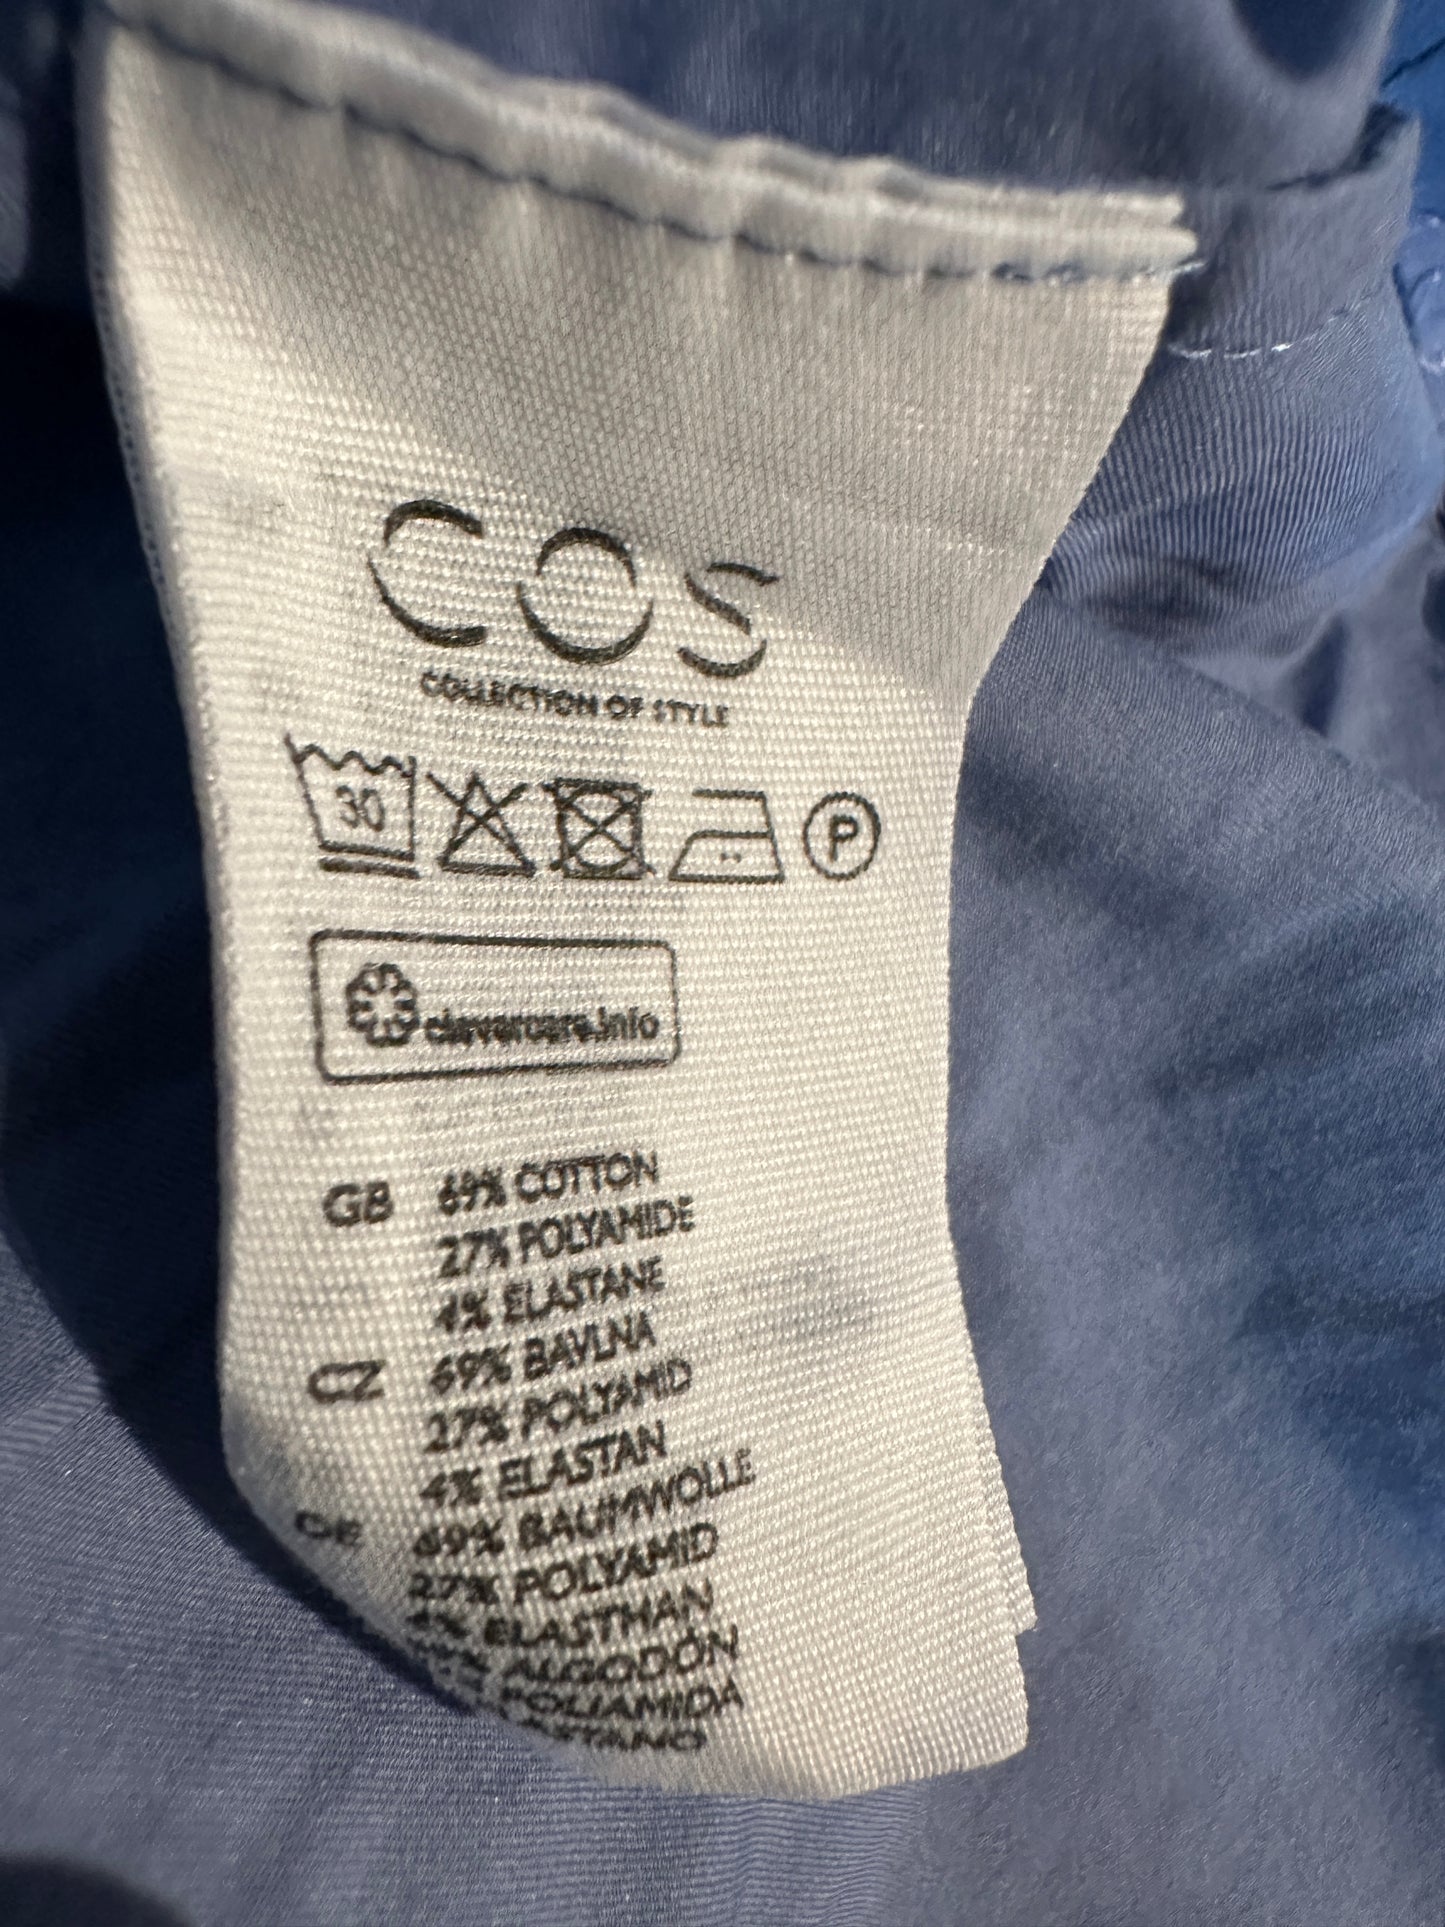 COS
COLLECTION OF STYLE
30
P
clevercare.info
GB 69% COTTON
27% POLYAMIDE
4% ELASTANE
CZ 69% BAVLNA
27% POLYAMID
4% ELASTAN
DE 69% BAUMWOLLE
27% POLYAMID
4% ELASTHAN
ALGODÓN
POLIAMIDA